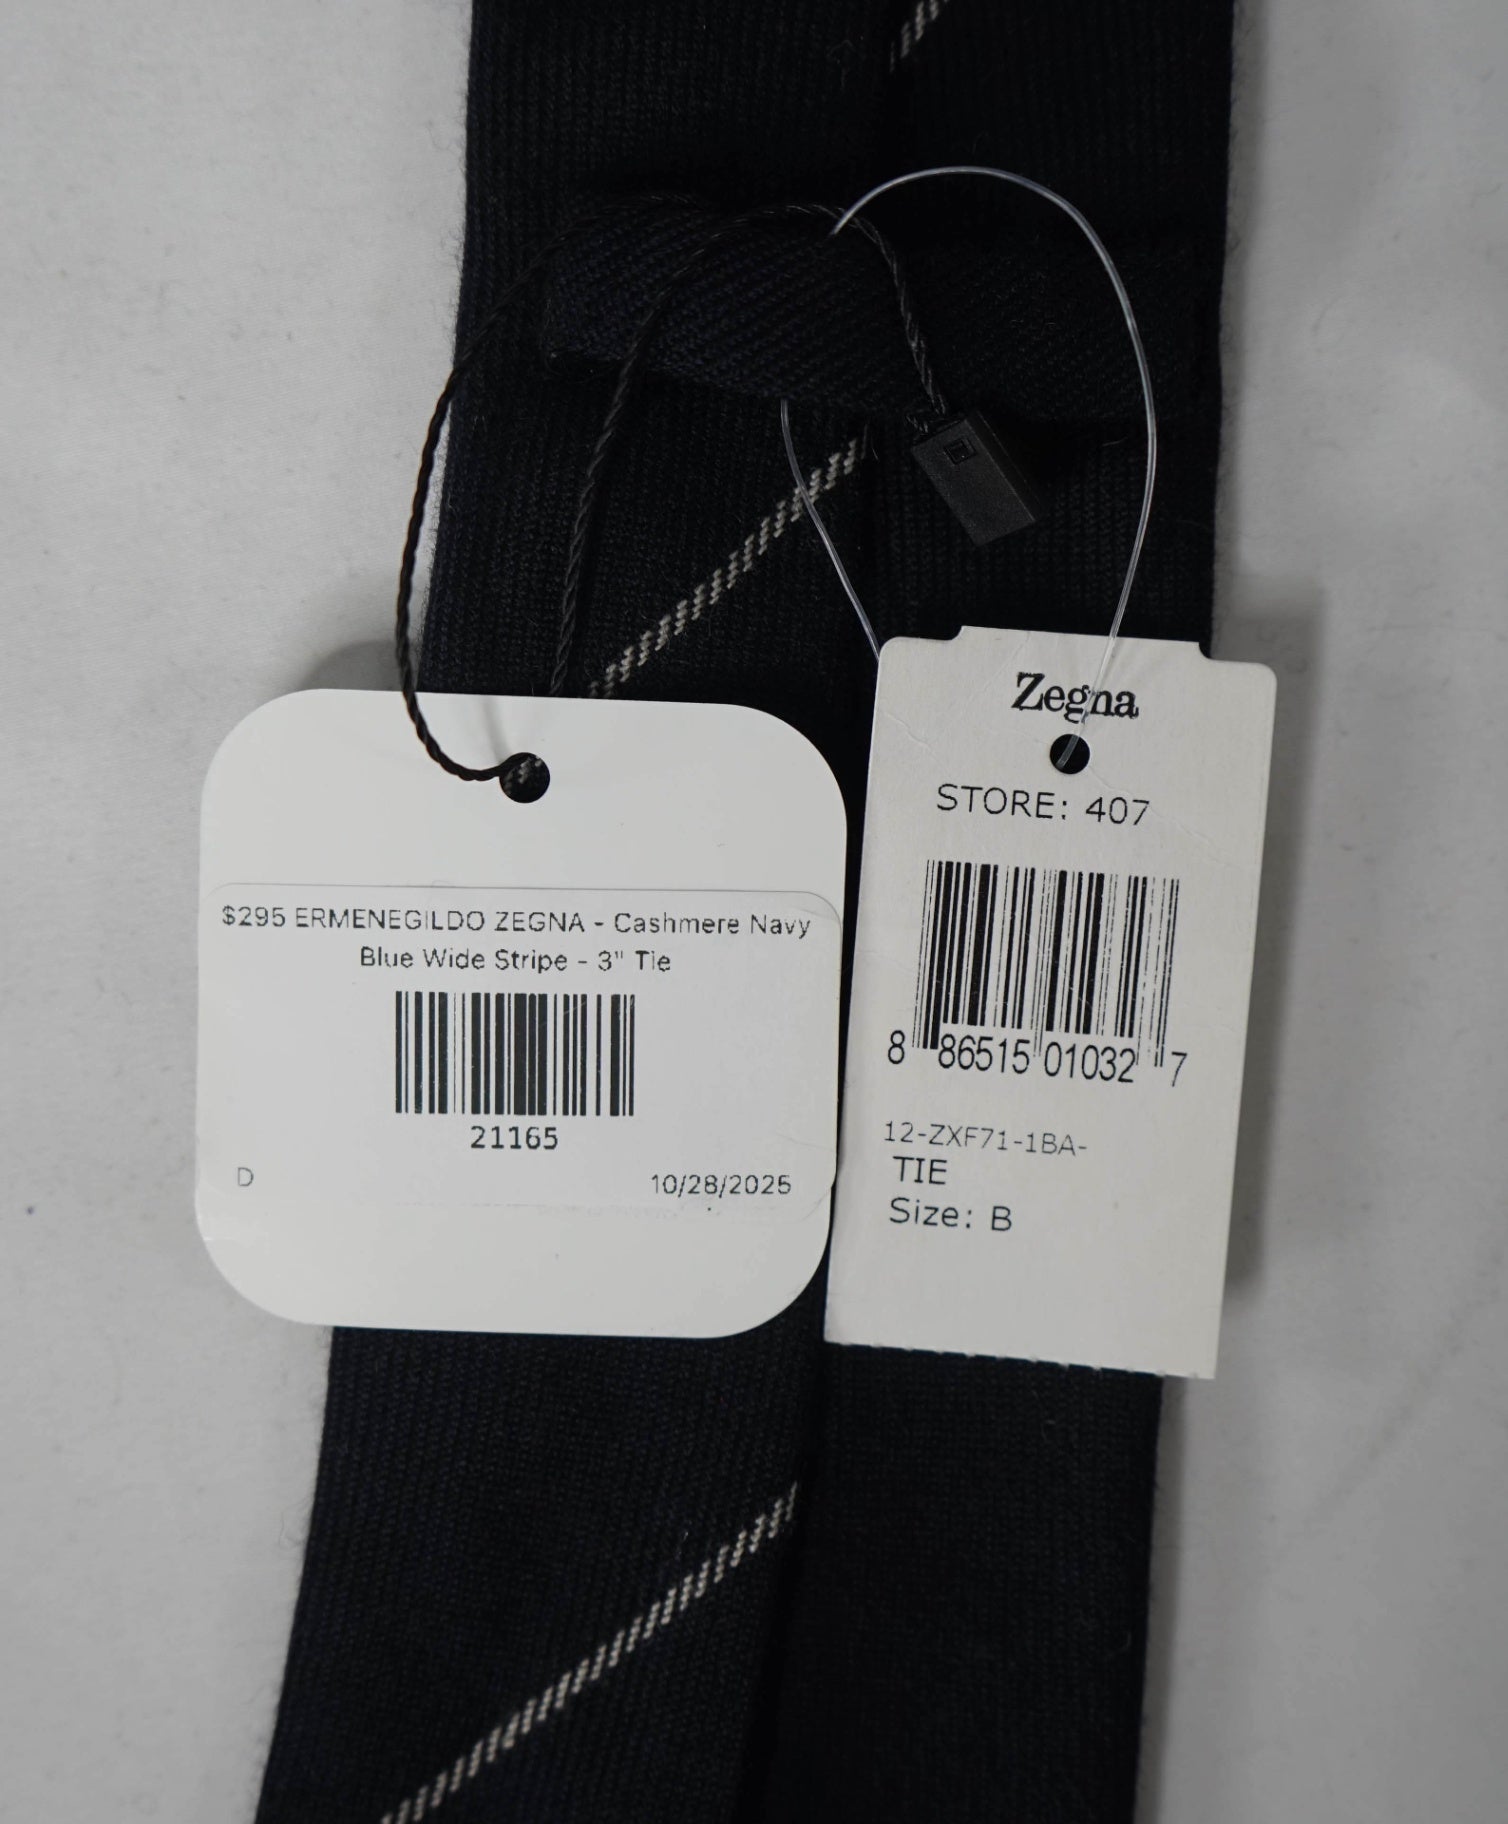 $295 ERMENEGILDO ZEGNA - Cashmere Navy
Blue Wide Stripe - 3" Tie
21165
D
10/28/2025
Zegna
STORE: 407
8 86515 01032 7
12-ZXF71-1BA-
TIE
Size: B